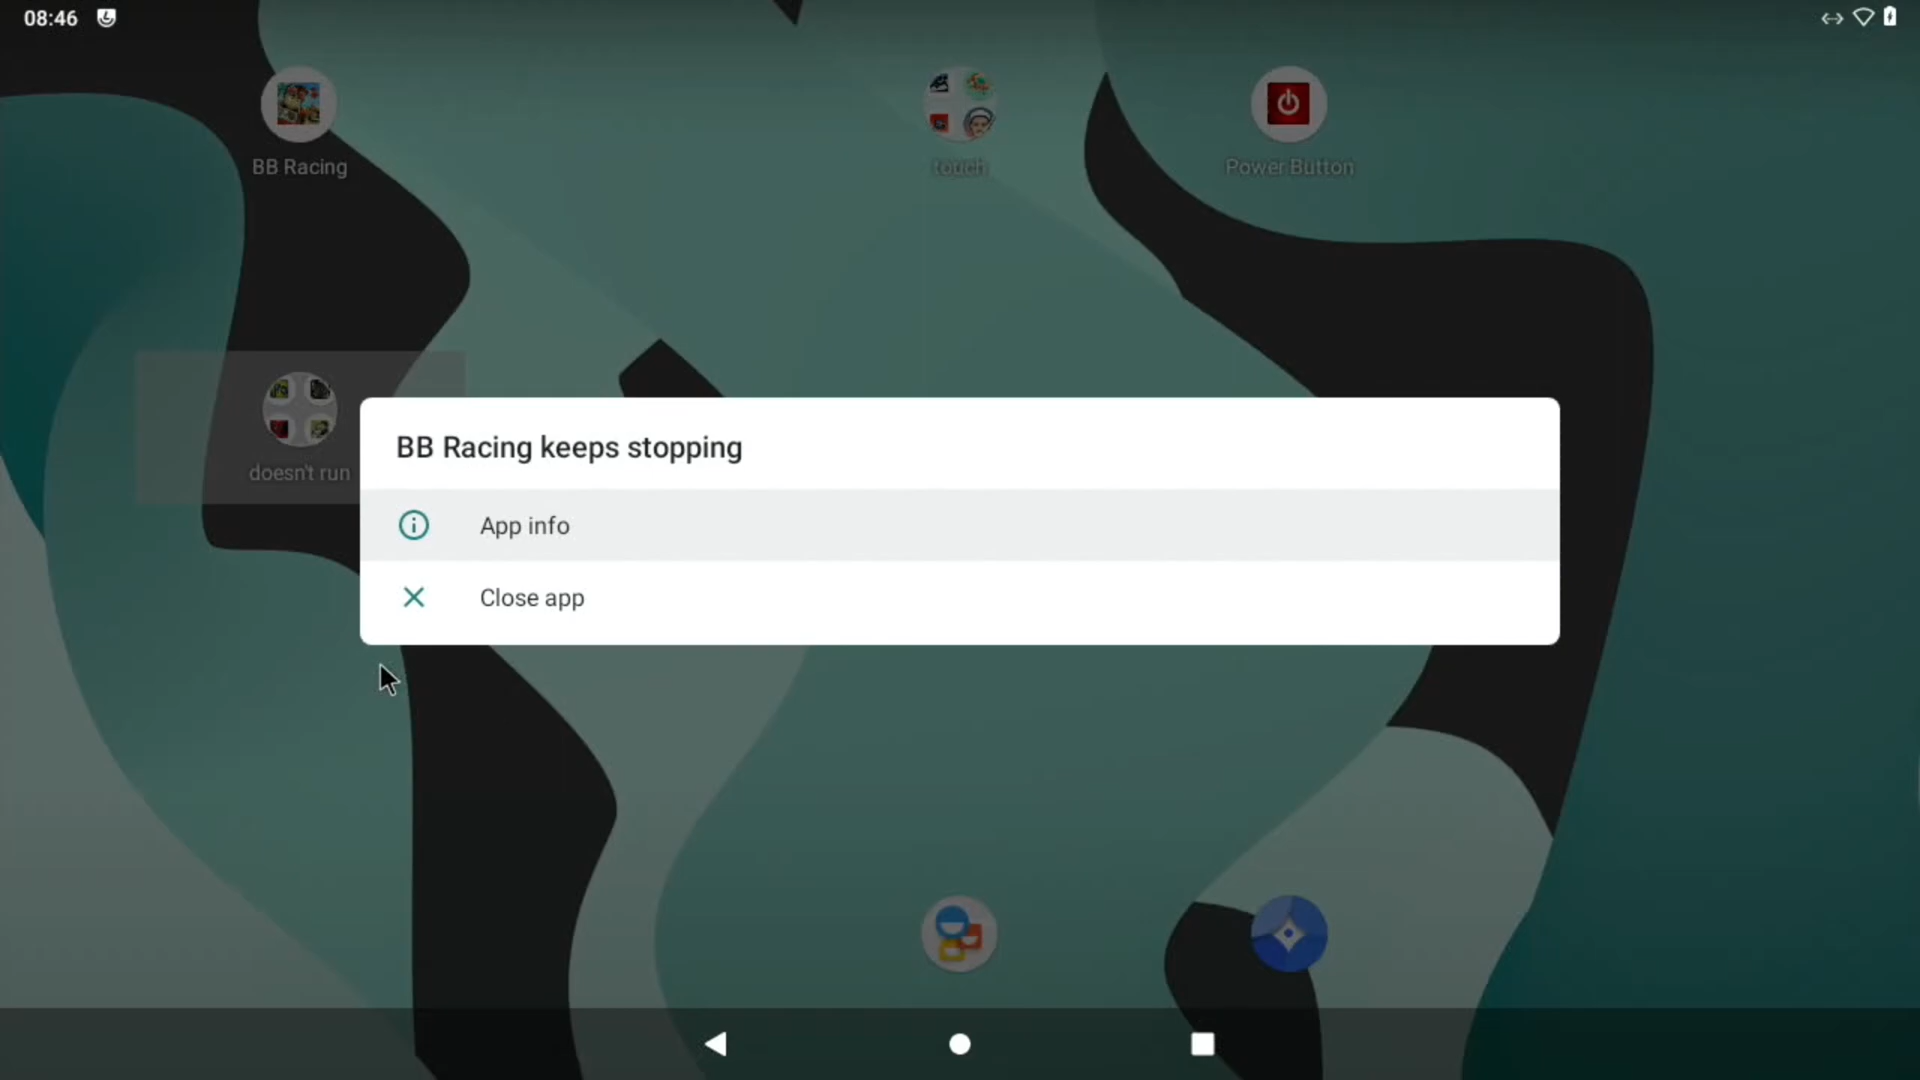 08:46
BB Racing
touch
Power Button
doesn't run
BB Racing keeps stopping
App info
Close app